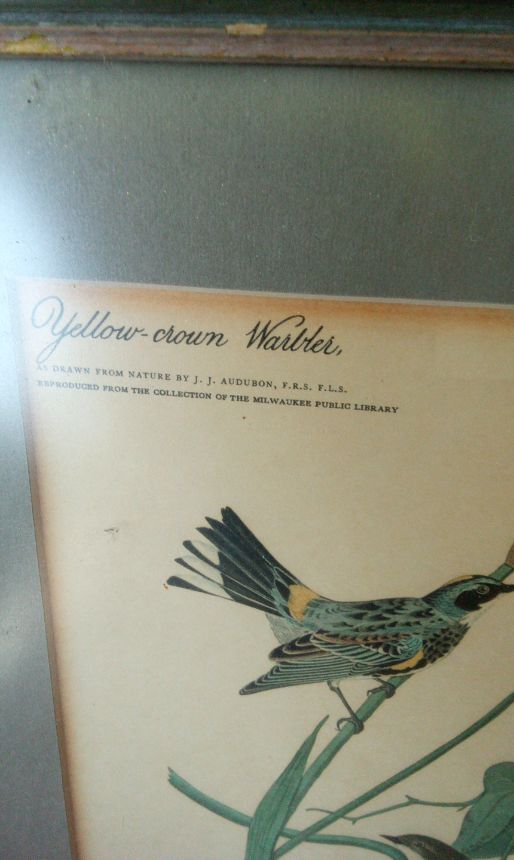 Yellow-crown Warbler,
AS DRAWN FROM NATURE BY J. J. AUDUBON, F.R.S. F.L.S.
REPRODUCED FROM THE COLLECTION OF THE MILWAUKEE PUBLIC LIBRARY